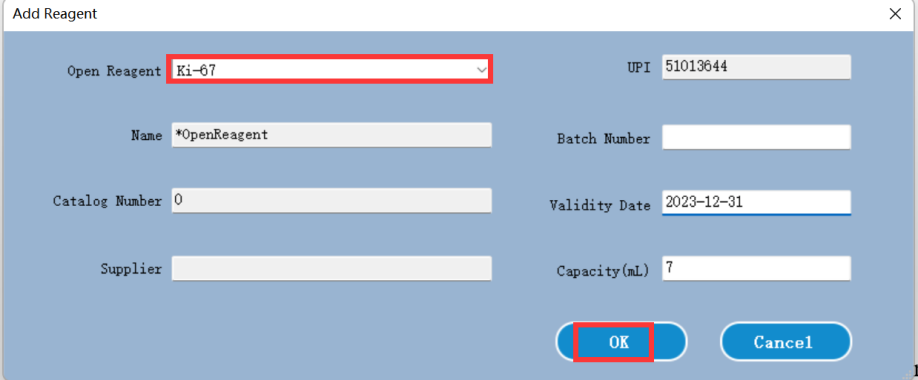 Add Reagent
Open Reagent Ki-67 UPI 51013644
Name *OpenReagent Batch Number
Catalog Number 0 Validity Date 2023-12-31
Supplier Capacity(mL) 7
OK Cancel